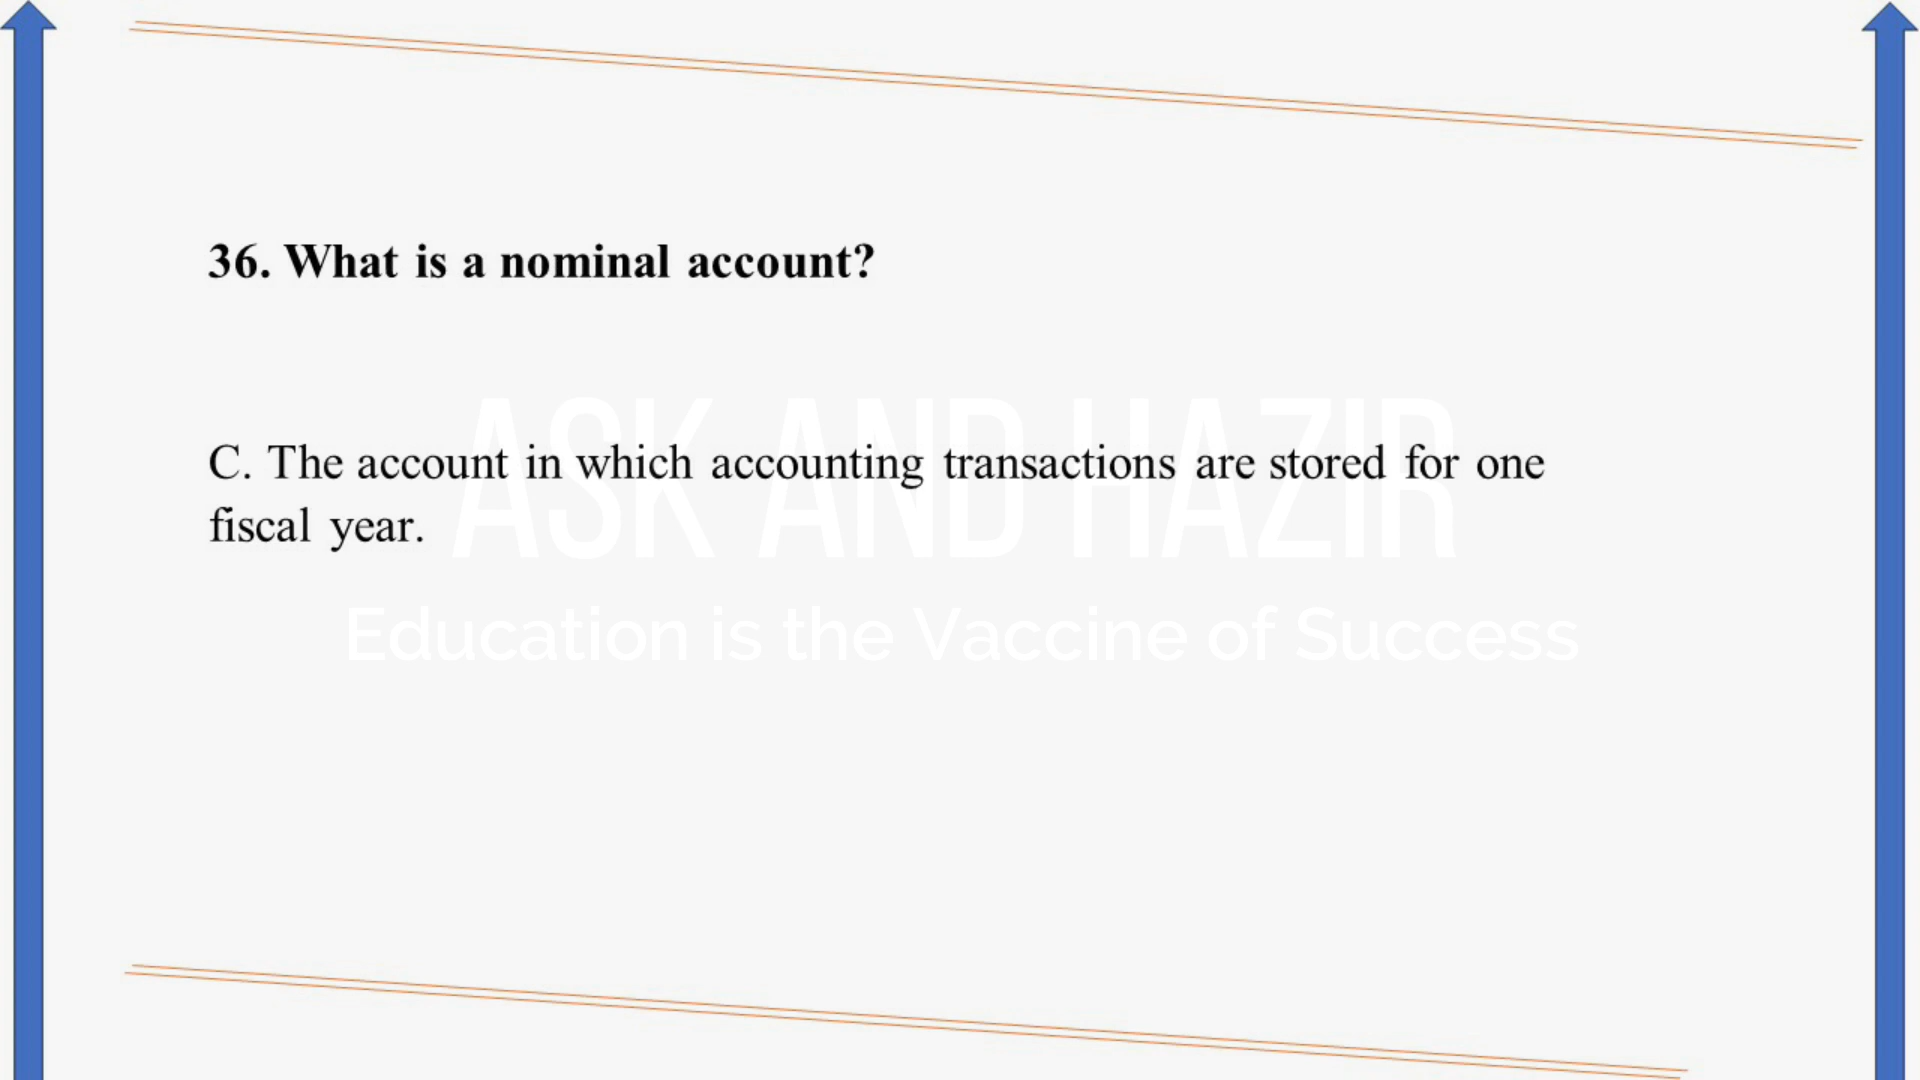 36. What is a nominal account?
C. The account in which accounting transactions are stored for one
fiscal year.
ASK AND HAZIR
Education is the Vaccine of Success